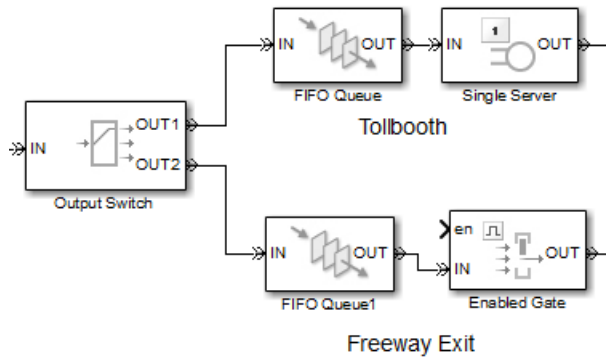 IN OUT
FIFO Queue
IN 1 OUT
Single Server
Tollbooth
IN OUT1
OUT2
Output Switch
IN OUT
FIFO Queue1
en
IN OUT
Enabled Gate
Freeway Exit